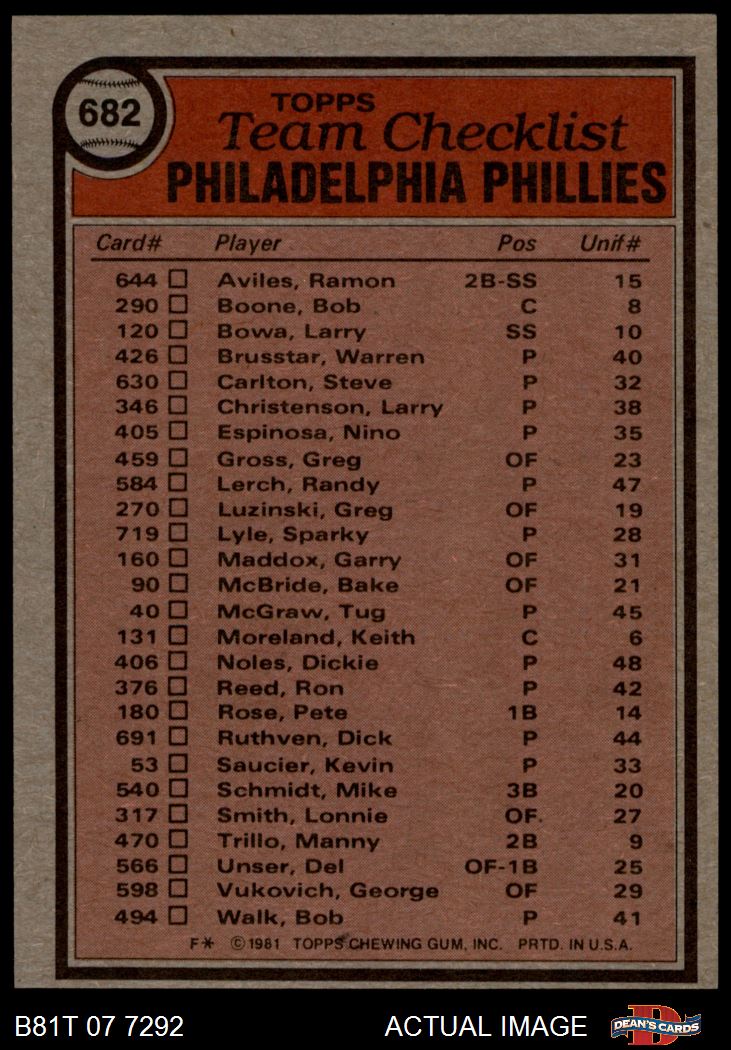 682
TOPPS
Team Checklist
PHILADELPHIA PHILLIES
Card# Player Pos Unif#
644 Aviles, Ramon 2B-SS 15
290 Boone, Bob C 8
120 Bowa, Larry SS 10
426 Brusstar, Warren P 40
630 Carlton, Steve P 32
346 Christenson, Larry P 38
405 Espinosa, Nino P 35
459 Gross, Greg OF 23
584 Lerch, Randy P 47
270 Luzinski, Greg OF 19
719 Lyle, Sparky P 28
160 Maddox, Garry OF 31
90 McBride, Bake OF 21
40 McGraw, Tug P 45
131 Moreland, Keith C 6
406 Noles, Dickie P 48
376 Reed, Ron P 42
180 Rose, Pete 1B 14
691 Ruthven, Dick P 44
53 Saucier, Kevin P 33
540 Schmidt, Mike 3B 20
317 Smith, Lonnie OF. 27
470 Trillo, Manny 2B 9
566 Unser, Del OF-1B 25
598 Vukovich, George OF 29
494 Walk, Bob P 41
F* ©1981 TOPPS CHEWING GUM, INC. PRTD. IN U.S.A.
B81T 07 7292 ACTUAL IMAGE D DEAN'S CARDS